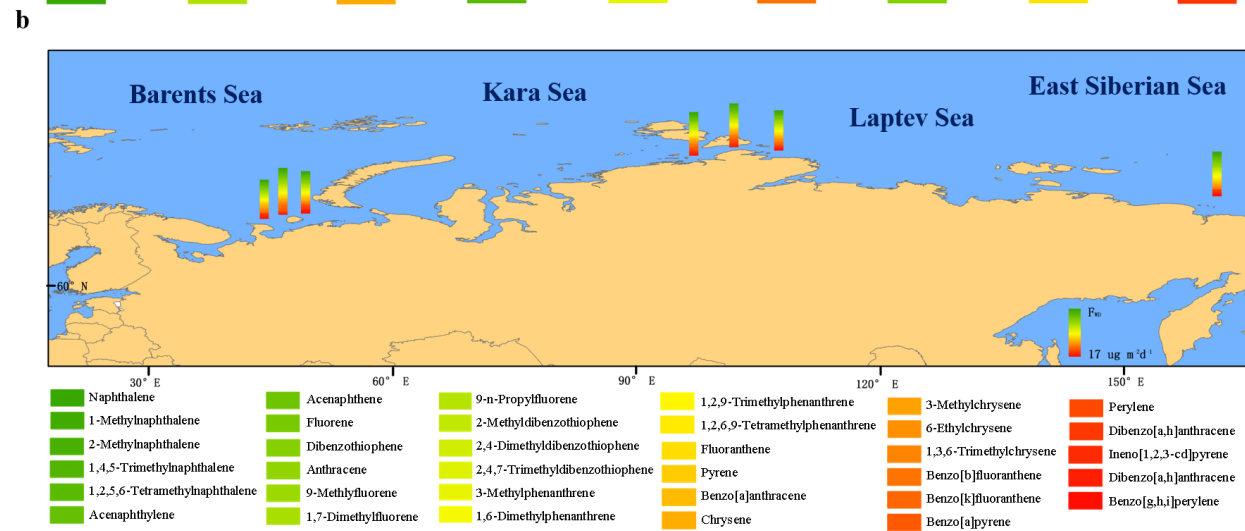 b
Barents Sea
Kara Sea
Laptev Sea
East Siberian Sea
60° N
F_WD
17 ug m⁻²d⁻¹
30° E
60° E
90° E
120° E
150° E
Naphthalene
1-Methylnaphthalene
2-Methylnaphthalene
1,4,5-Trimethylnaphthalene
1,2,5,6-Tetramethylnaphthalene
Acenaphthylene
Acenaphthene
Fluorene
Dibenzothiophene
Anthracene
9-Methlyfluorene
1,7-Dimethylfluorene
9-n-Propylfluorene
2-Methyldibenzothiophene
2,4-Dimethyldibenzothiophene
2,4,7-Trimethyldibenzothiophene
3-Methylphenanthrene
1,6-Dimethylphenanthrene
1,2,9-Trimethylphenanthrene
1,2,6,9-Tetramethylphenanthrene
Fluoranthene
Pyrene
Benzo[a]anthracene
Chrysene
3-Methylchrysene
6-Ethylchrysene
1,3,6-Trimethylchrysene
Benzo[b]fluoranthene
Benzo[k]fluoranthene
Benzo[a]pyrene
Perylene
Dibenzo[a,h]anthracene
Ineno[1,2,3-cd]pyrene
Dibenzo[a,h]anthracene
Benzo[g,h,i]perylene